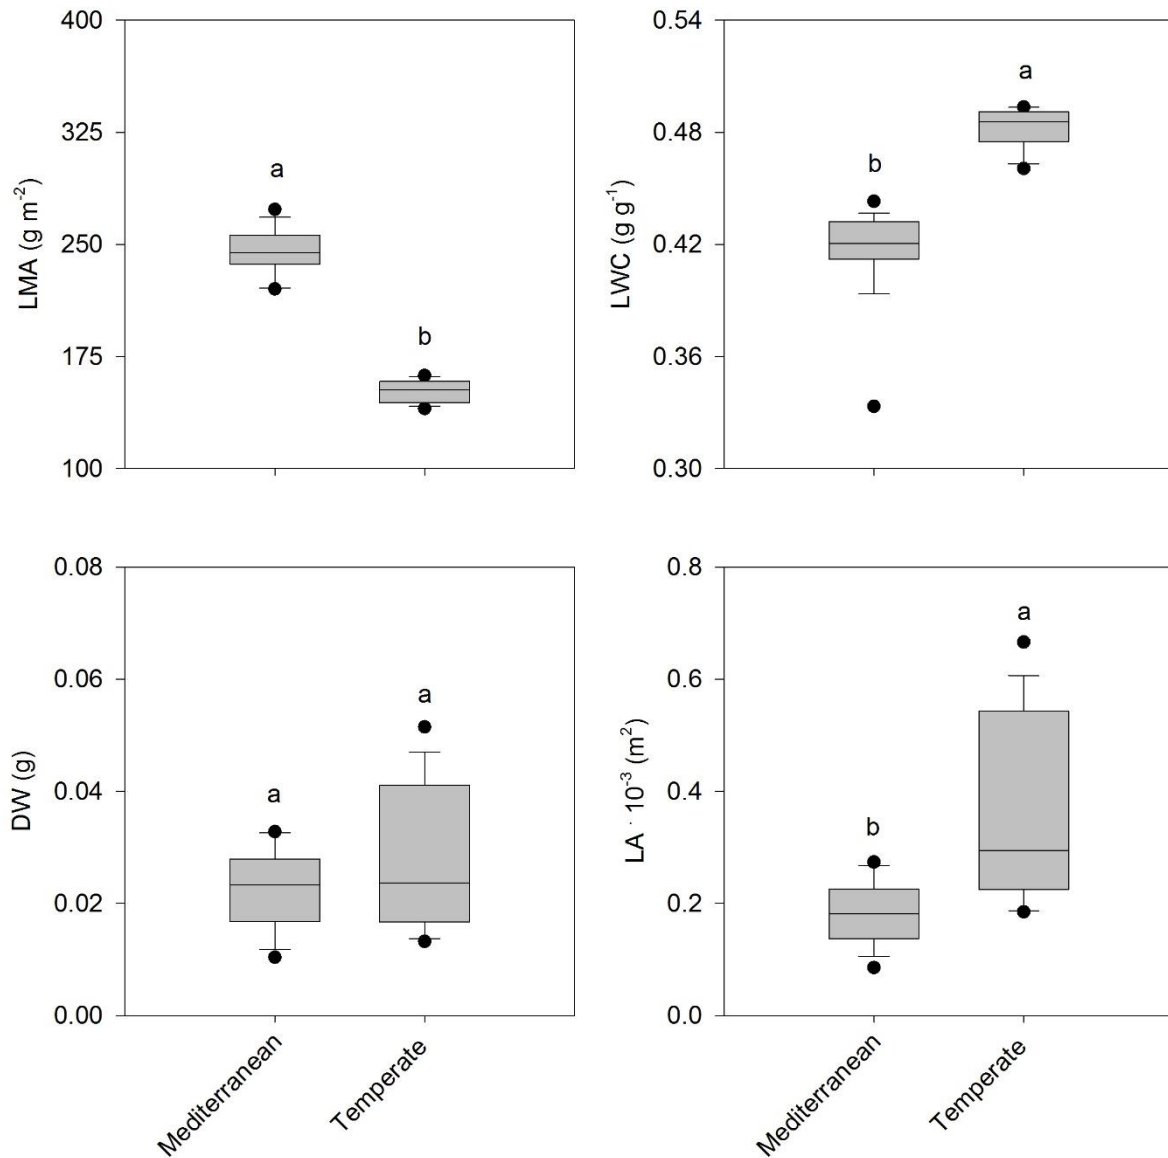 400
325
250
175
100
LMA (g m⁻²)
a
b
0.54
0.48
0.42
0.36
0.30
LWC (g g⁻¹)
b
a
0.08
0.06
0.04
0.02
0.00
DW (g)
a
a
Mediterranean
Temperate
0.8
0.6
0.4
0.2
0.0
LA · 10⁻³ (m²)
b
a
Mediterranean
Temperate